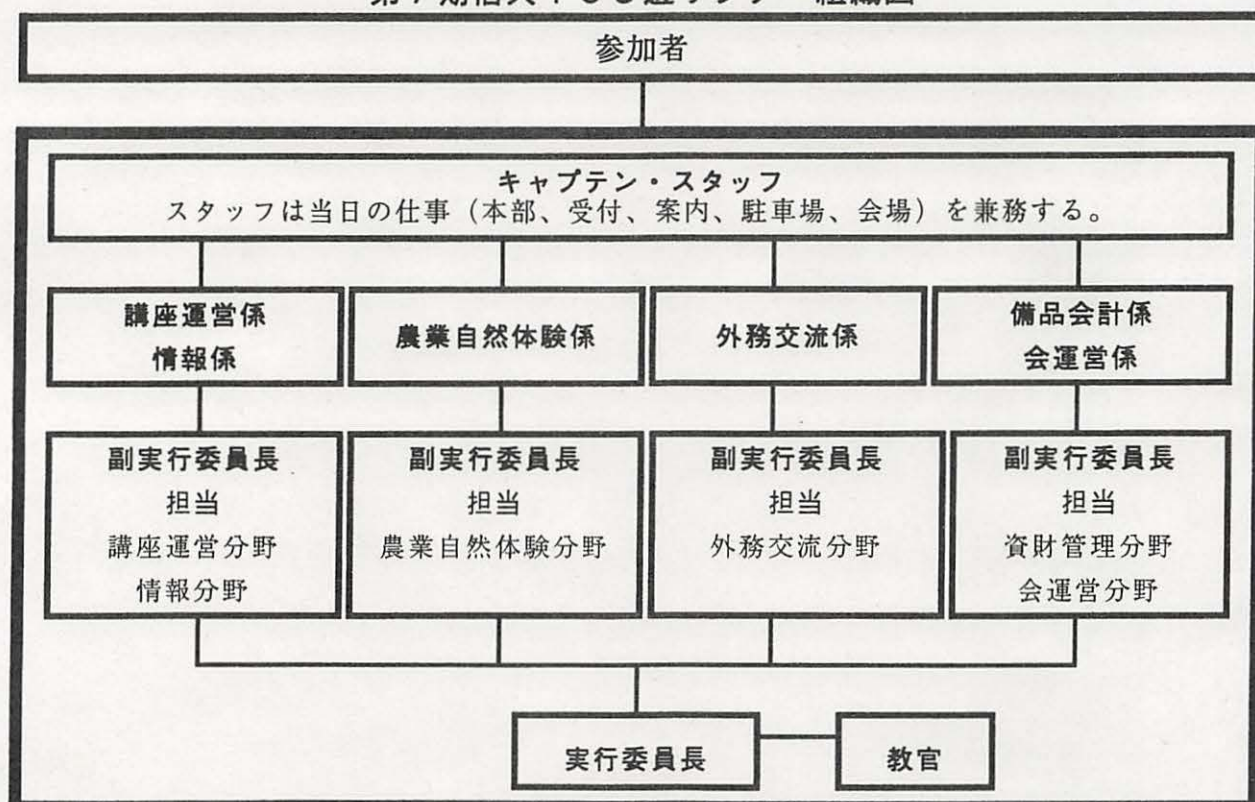 組織図
参加者
キャプテン・スタッフ
スタッフは当日の仕事（本部、受付、案内、駐車場、会場）を兼務する。
講座運営係
情報係
農業自然体験係
外務交流係
備品会計係
会運営係
副実行委員長
担当
講座運営分野
情報分野
副実行委員長
担当
農業自然体験分野
副実行委員長
担当
外務交流分野
副実行委員長
担当
資財管理分野
会運営分野
実行委員長
教官